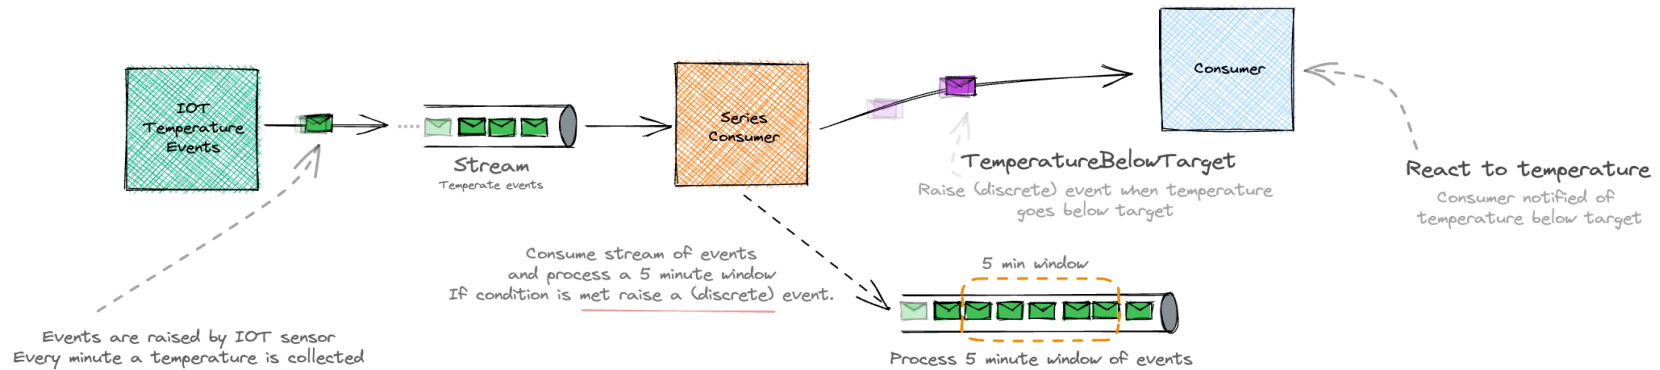 IOT
Temperature
Events
Stream
Temperate events
Series
Consumer
Consumer
TemperatureBelowTarget
Raise (discrete) event when temperature
goes below target
React to temperature
Consumer notified of
temperature below target
Consume stream of events
and process a 5 minute window
If condition is met raise a (discrete) event.
5 min window
Process 5 minute window of events
Events are raised by IOT sensor
Every minute a temperature is collected